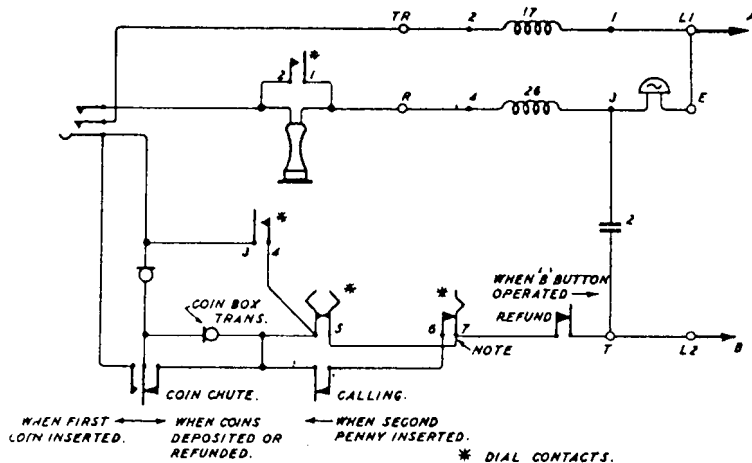 TR 2 17 1 L1 A
* 2 1
R 4 26 3 E
2
3 4 *
COIN BOX
TRANS.
* 5
* 6 7
NOTE
WHEN 'B' BUTTON
OPERATED
REFUND
T L2 B
COIN CHUTE.
CALLING.
WHEN FIRST
COIN INSERTED.
WHEN COINS
DEPOSITED OR
REFUNDED.
WHEN SECOND
PENNY INSERTED.
* DIAL CONTACTS.